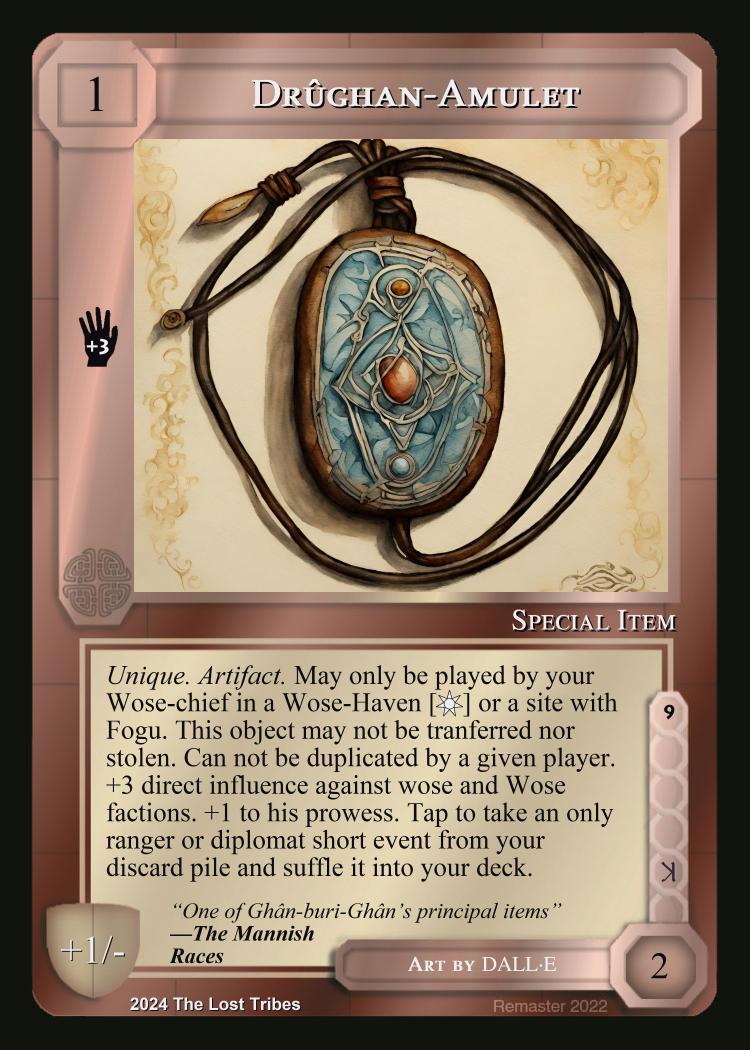 1
Drûghan-Amulet
+3
Special Item
Unique. Artifact. May only be played by your
Wose-chief in a Wose-Haven [] or a site with
Fogu. This object may not be tranferred nor
stolen. Can not be duplicated by a given player.
+3 direct influence against wose and Wose
factions. +1 to his prowess. Tap to take an only
ranger or diplomat short event from your
discard pile and suffle it into your deck.
9
K
“One of Ghân-buri-Ghân’s principal items”
—The Mannish
Races
+1/-
Art by DALL·E
2
2024 The Lost Tribes
Remaster 2022